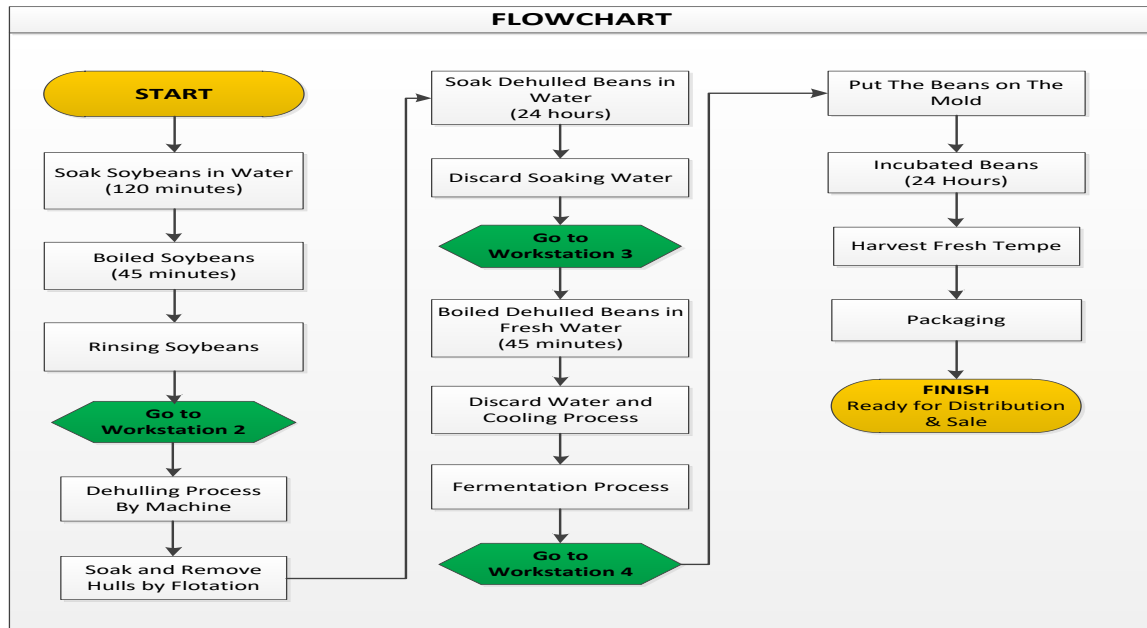 FLOWCHART
START
Soak Soybeans in Water
(120 minutes)
Boiled Soybeans
(45 minutes)
Rinsing Soybeans
Go to
Workstation 2
Dehulling Process
By Machine
Soak and Remove
Hulls by Flotation
Soak Dehulled Beans in
Water
(24 hours)
Discard Soaking Water
Go to
Workstation 3
Boiled Dehulled Beans in
Fresh Water
(45 minutes)
Discard Water and
Cooling Process
Fermentation Process
Go to
Workstation 4
Put The Beans on The
Mold
Incubated Beans
(24 Hours)
Harvest Fresh Tempe
Packaging
FINISH
Ready for Distribution
& Sale